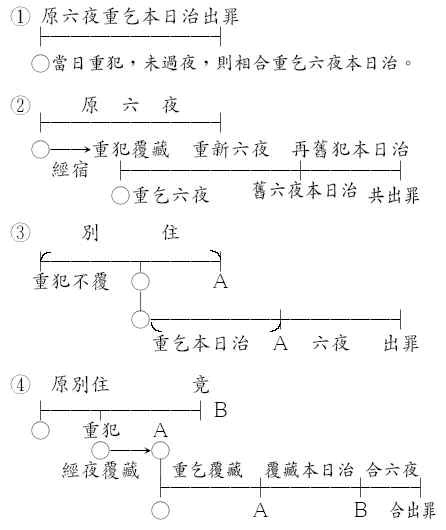 ① 原六夜重乞本日治出罪
當日重犯，未過夜，則相合重乞六夜本日治。
② 原 六 夜
重犯覆藏 重新六夜 再舊犯本日治
經宿
重乞六夜 舊六夜本日治 共出罪
③ 別 住
重犯不覆 A
重乞本日治 A 六夜 出罪
④ 原別住 竟
B
重犯 A
經夜覆藏
重乞覆藏 覆藏本日治 合六夜
A B 合出罪